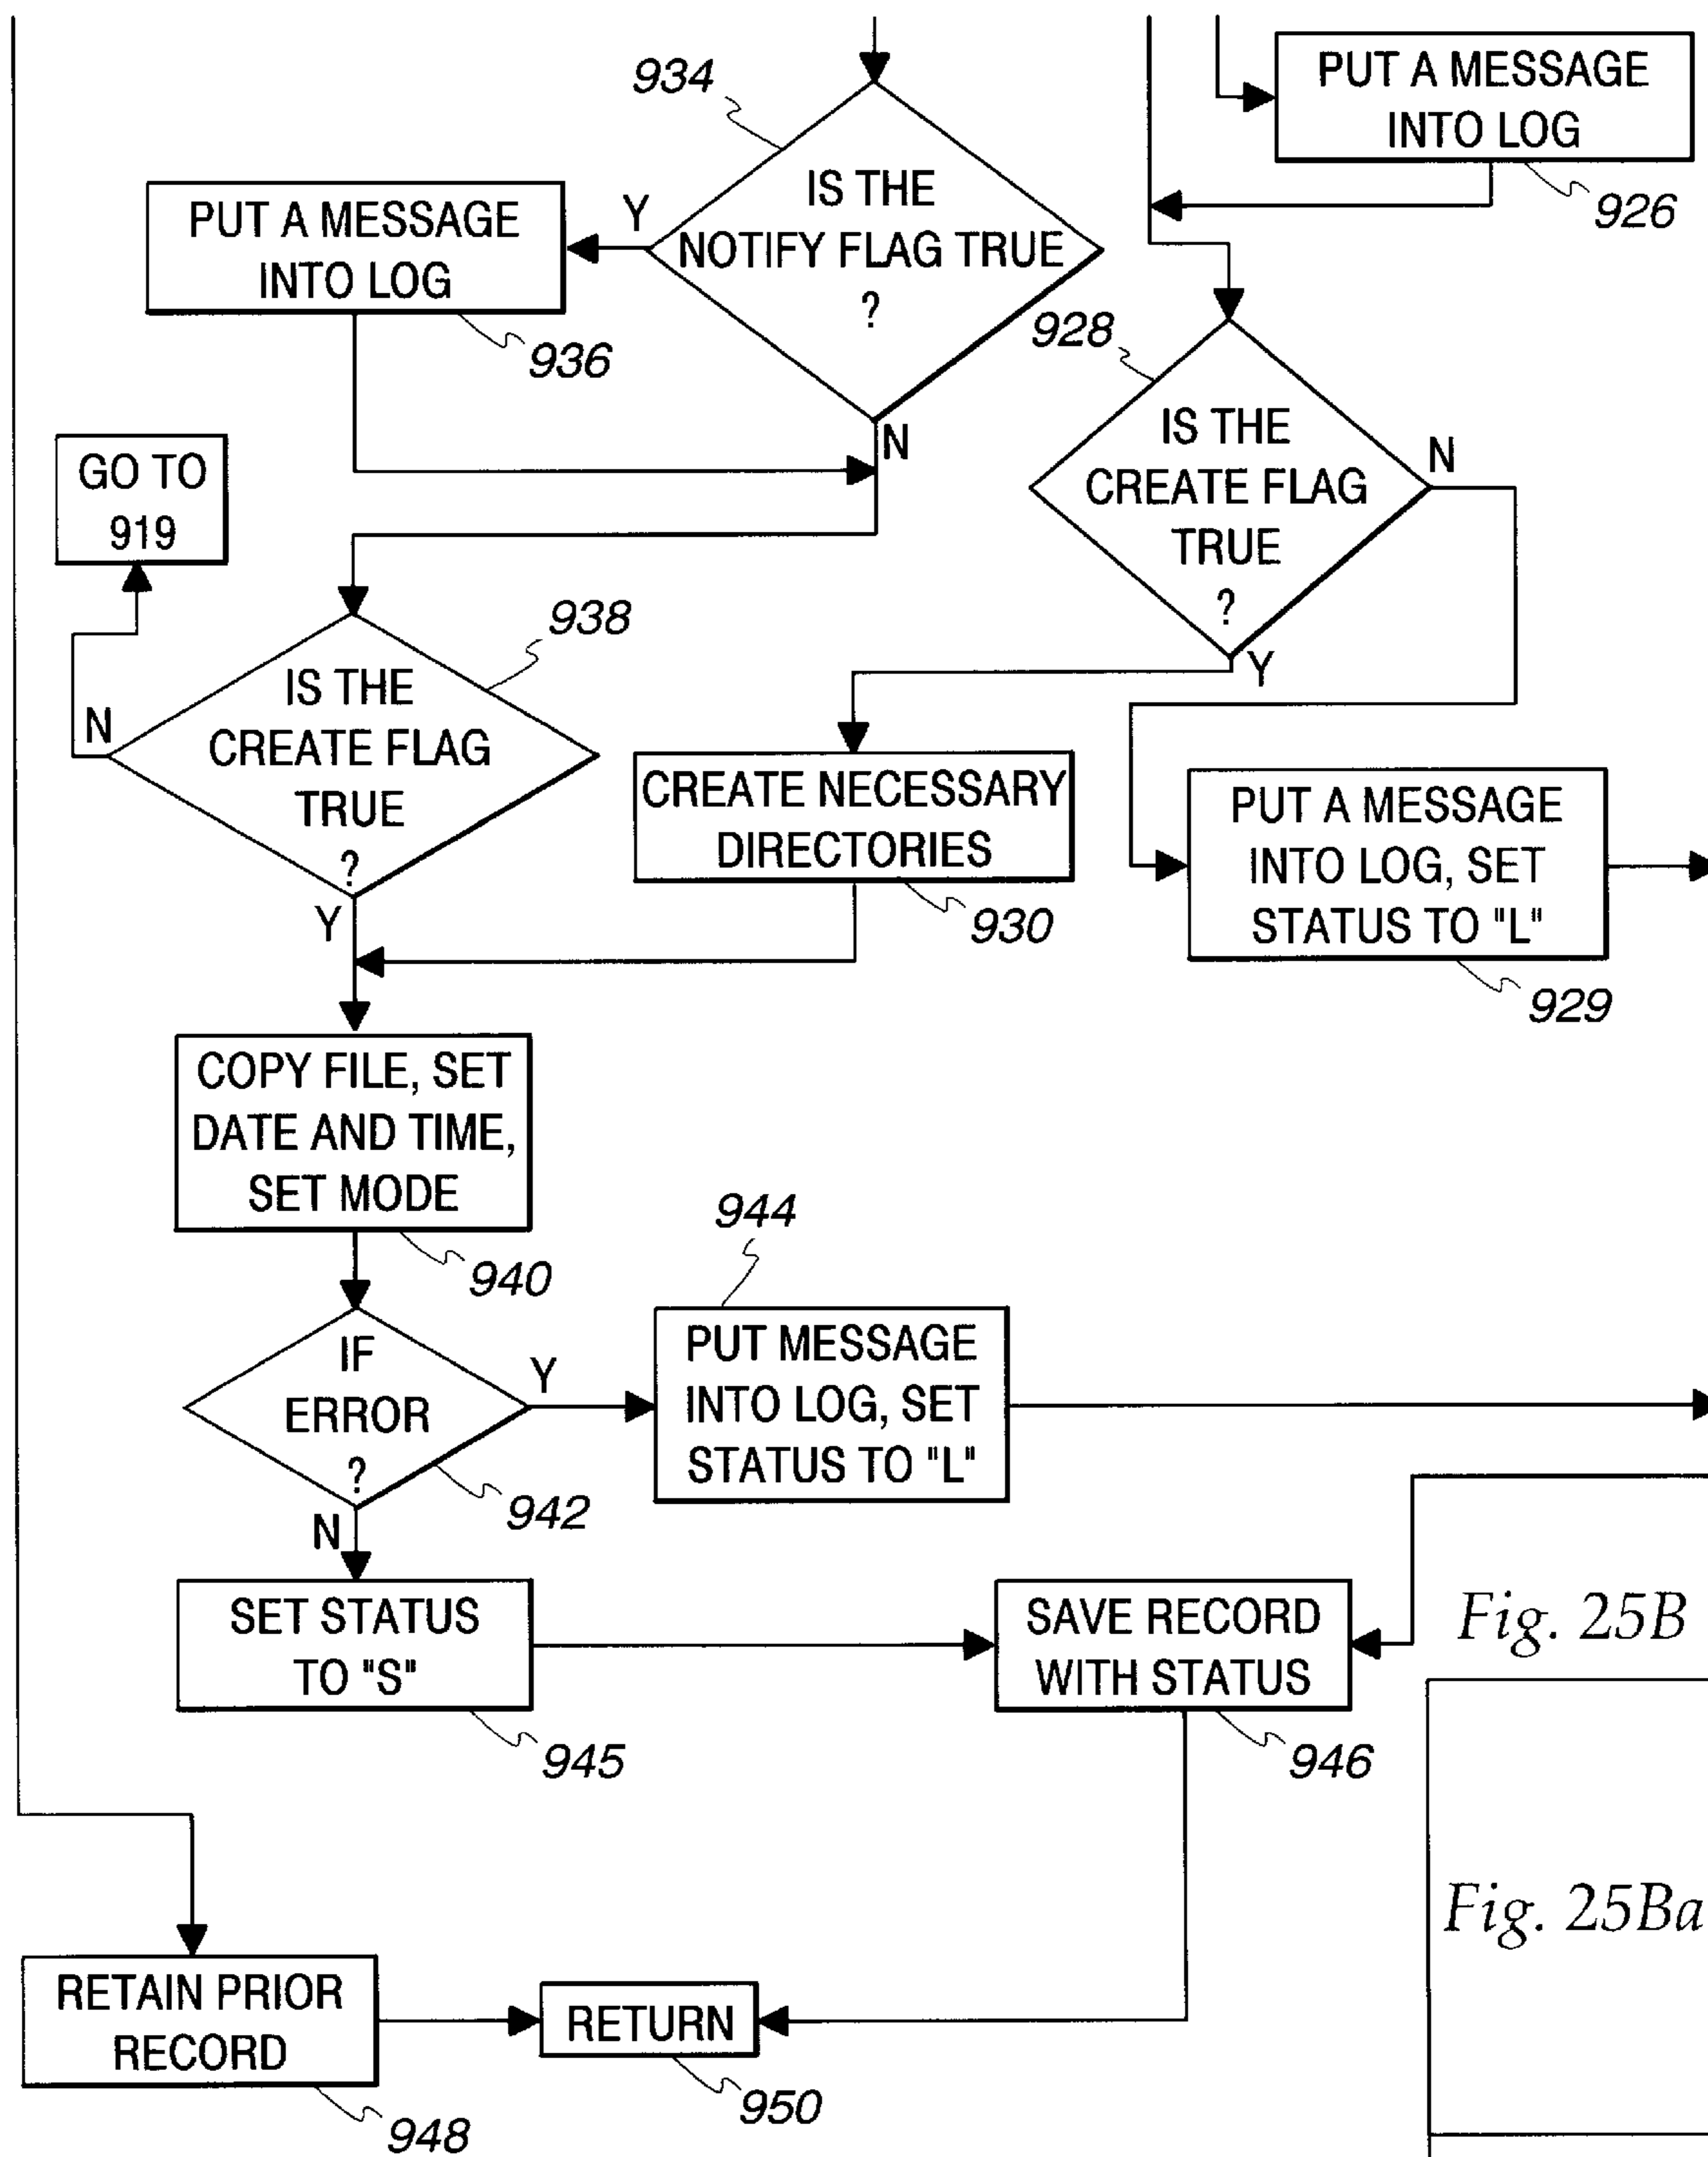 934
PUT A MESSAGE
INTO LOG
926
IS THE
NOTIFY FLAG TRUE
?
Y
N
PUT A MESSAGE
INTO LOG
936
928
IS THE
CREATE FLAG
TRUE
?
N
Y
GO TO
919
938
IS THE
CREATE FLAG
TRUE
?
N
Y
CREATE NECESSARY
DIRECTORIES
930
PUT A MESSAGE
INTO LOG, SET
STATUS TO "L"
929
COPY FILE, SET
DATE AND TIME,
SET MODE
940
944
IF
ERROR
?
Y
N
942
PUT MESSAGE
INTO LOG, SET
STATUS TO "L"
SET STATUS
TO "S"
945
SAVE RECORD
WITH STATUS
946
Fig. 25B
Fig. 25Ba
RETAIN PRIOR
RECORD
948
RETURN
950